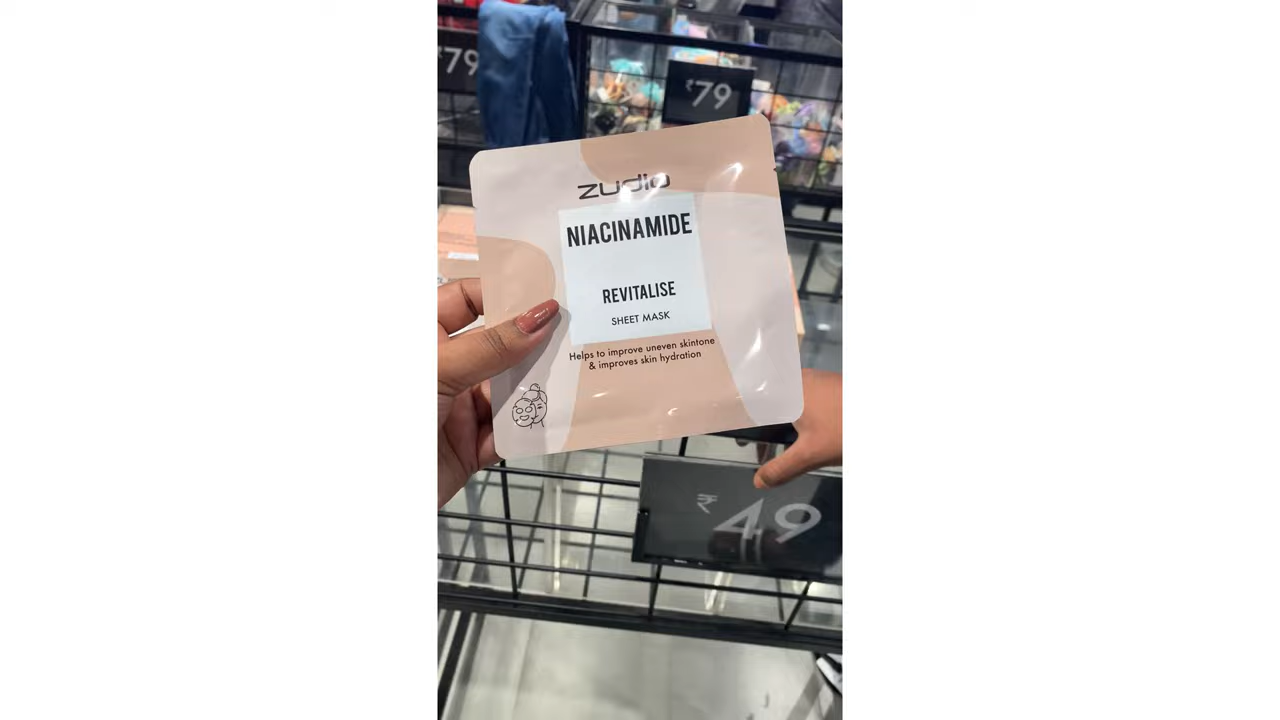 ₹79
₹79
zudio
NIACINAMIDE
REVITALISE
SHEET MASK
Helps to improve uneven skintone
& improves skin hydration
₹49